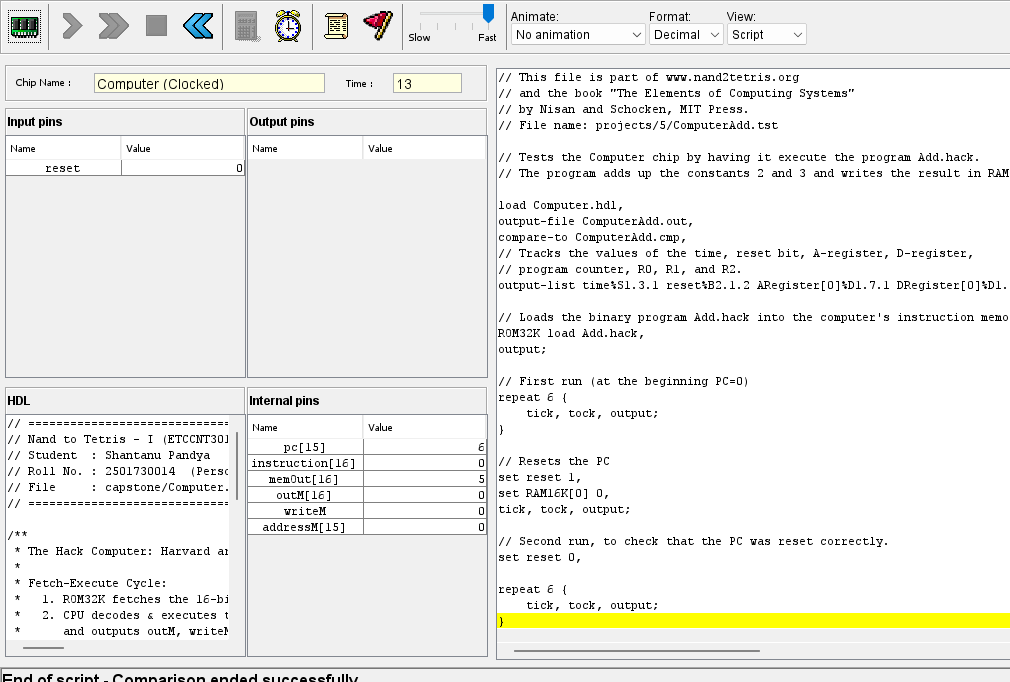 Slow
Fast
Animate:
No animation
Format:
Decimal
View:
Script
Chip Name :
Computer (Clocked)
Time :
13
Input pins
Name Value
reset 0
Output pins
Name Value
HDL
// ==============================
// Nand to Tetris - I (ETCCNT301
// Student : Shantanu Pandya
// Roll No. : 2501730014 (Perso
// File : capstone/Computer.
// ==============================
/**
* The Hack Computer: Harvard ar
*
* Fetch-Execute Cycle:
* 1. ROM32K fetches the 16-bi
* 2. CPU decodes & executes t
* and outputs outM, writeM
Internal pins
Name Value
pc[15] 6
instruction[16] 0
memOut[16] 5
outM[16] 0
writeM 0
addressM[15] 0
// This file is part of www.nand2tetris.org
// and the book "The Elements of Computing Systems"
// by Nisan and Schocken, MIT Press.
// File name: projects/5/ComputerAdd.tst
// Tests the Computer chip by having it execute the program Add.hack.
// The program adds up the constants 2 and 3 and writes the result in RAM
load Computer.hdl,
output-file ComputerAdd.out,
compare-to ComputerAdd.cmp,
// Tracks the values of the time, reset bit, A-register, D-register,
// program counter, R0, R1, and R2.
output-list time%S1.3.1 reset%B2.1.2 ARegister[0]%D1.7.1 DRegister[0]%D1.
// Loads the binary program Add.hack into the computer's instruction memo
ROM32K load Add.hack,
output;
// First run (at the beginning PC=0)
repeat 6 {
tick, tock, output;
}
// Resets the PC
set reset 1,
set RAM16K[0] 0,
tick, tock, output;
// Second run, to check that the PC was reset correctly.
set reset 0,
repeat 6 {
tick, tock, output;
}
End of script - Comparison ended successfully